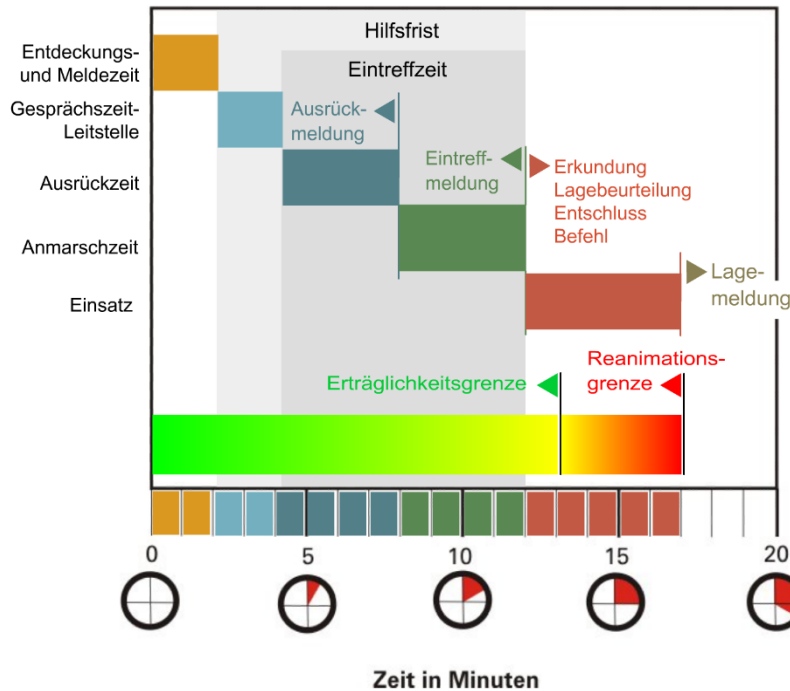 Hilfsfrist
Entdeckungs-
und Meldezeit
Eintreffzeit
Gesprächszeit-
Leitstelle
Ausrück-
meldung
Ausrückzeit
Eintreff-
meldung
Erkundung
Lagebeurteilung
Entschluss
Befehl
Anmarschzeit
Einsatz
Lage-
meldung
Erträglichkeitsgrenze
Reanimations-
grenze
0 5 10 15 20
Zeit in Minuten